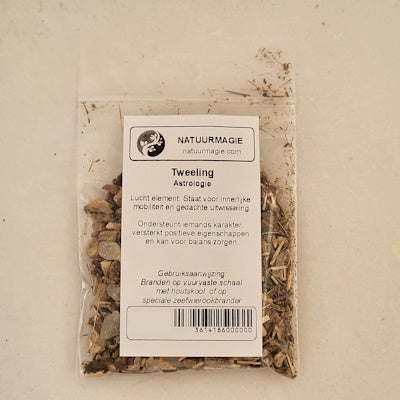 NATUURMAGIE
natuurmagie.com
Tweeling
Astrologie
Lucht element: Staat voor innerlijke
mobiliteit en gedachte uitwisseling
Ondersteunt iemands karakter,
versterkt positieve eigenschappen
en kan voor balans zorgen.
Gebruiksaanwijzing
Branden op vuurvaste schaal
met houtskool, of op
speciale zeefwierookbrander
3614186000000